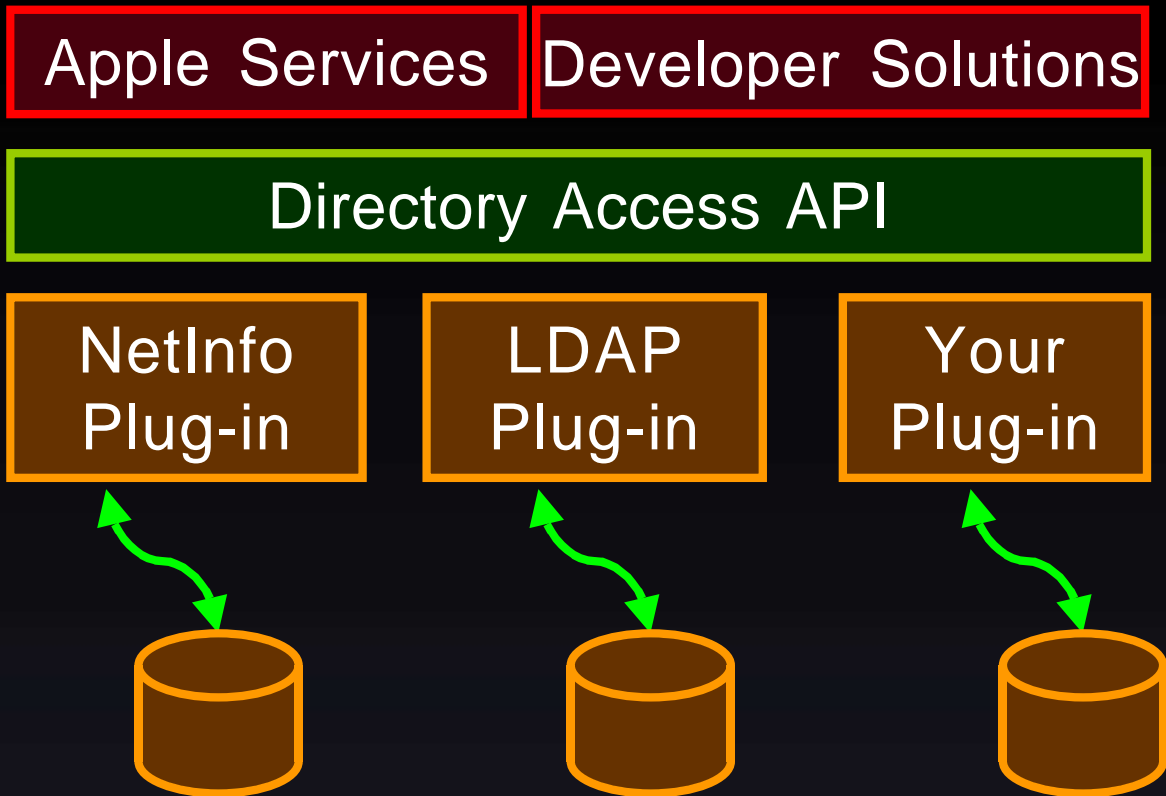 Apple Services
Developer Solutions
Directory Access API
NetInfo
Plug-in
LDAP
Plug-in
Your
Plug-in